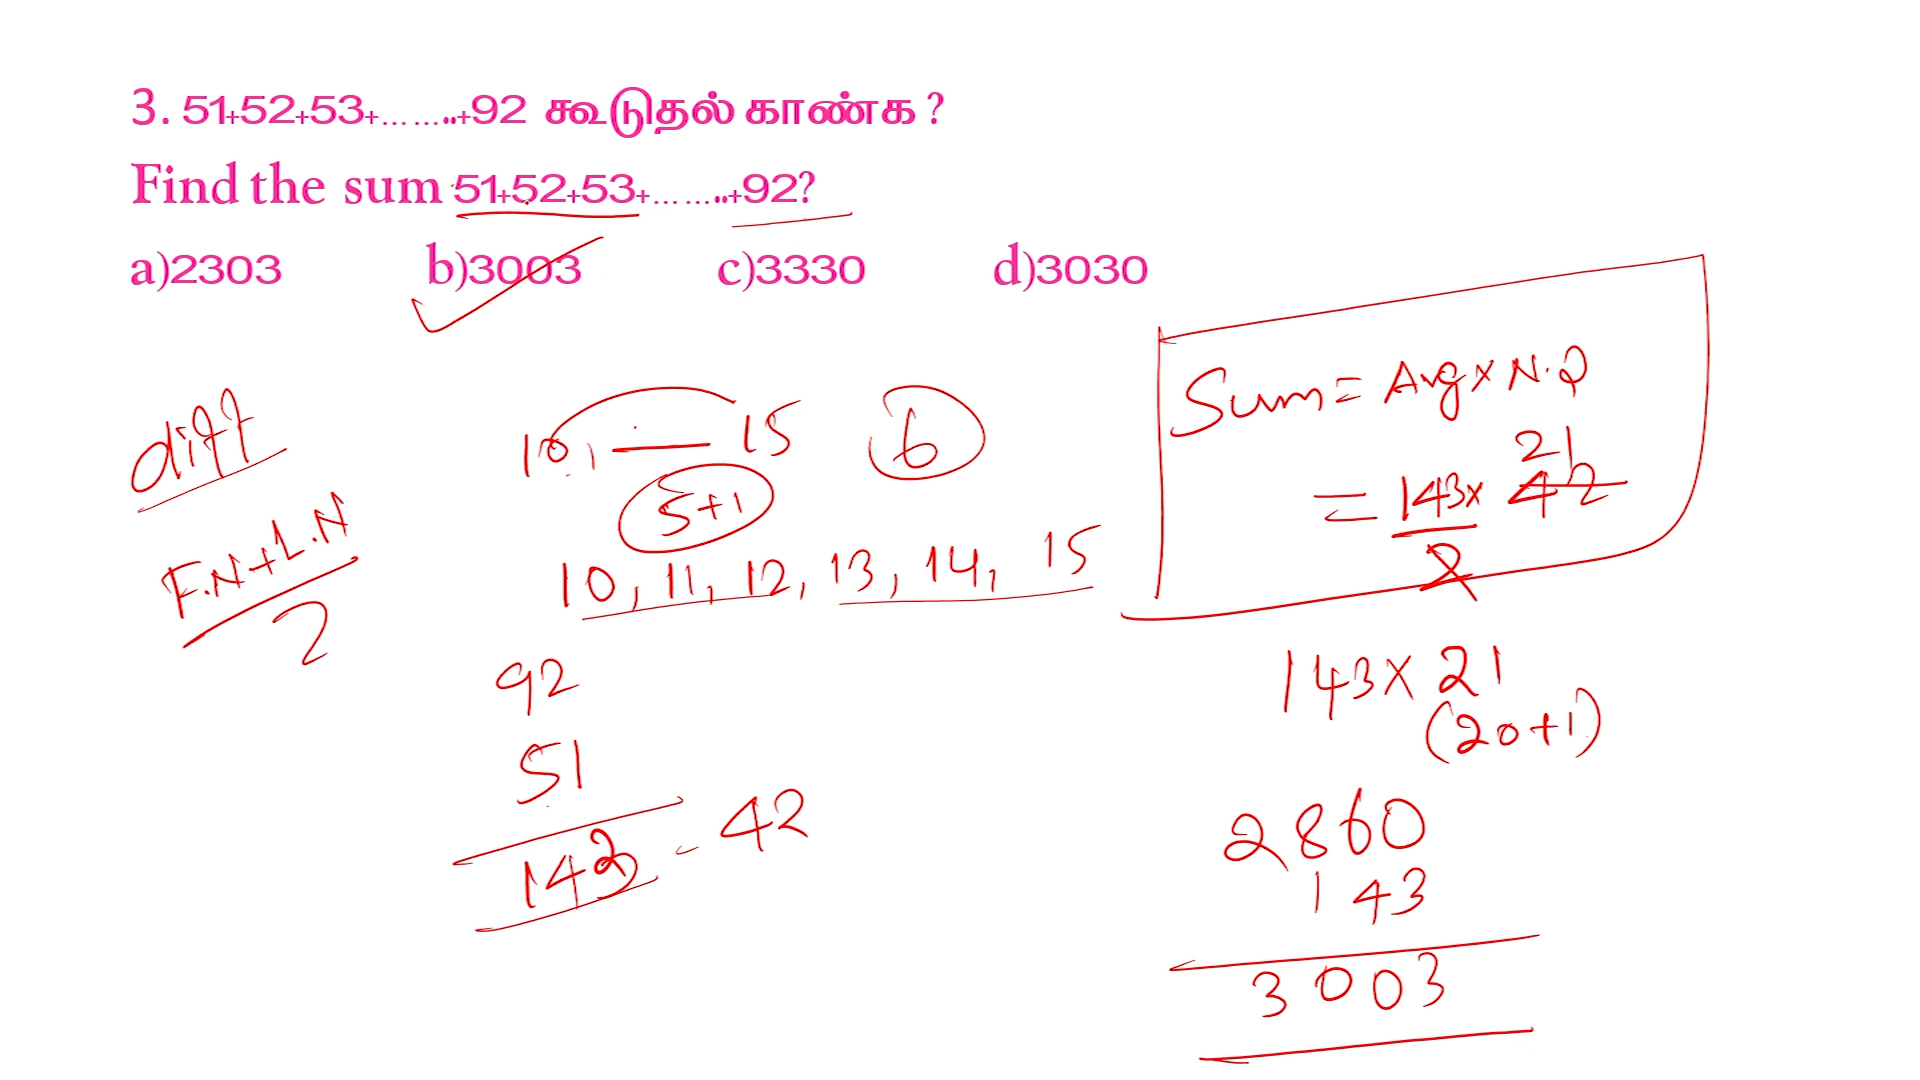 3. 51+52+53+........+92 கூடுதல் காண்க ?
Find the sum 51+52+53+........+92?
a)2303 b)3003 c)3330 d)3030
diff
F.N+L.N
2
10, 15 6
5+1
10, 11, 12, 13, 14, 15
92
51
143 - 42
Sum = Avg x N.Q
21
= 143x 42
2
143 x 21
(20+1)
2860
143
3003